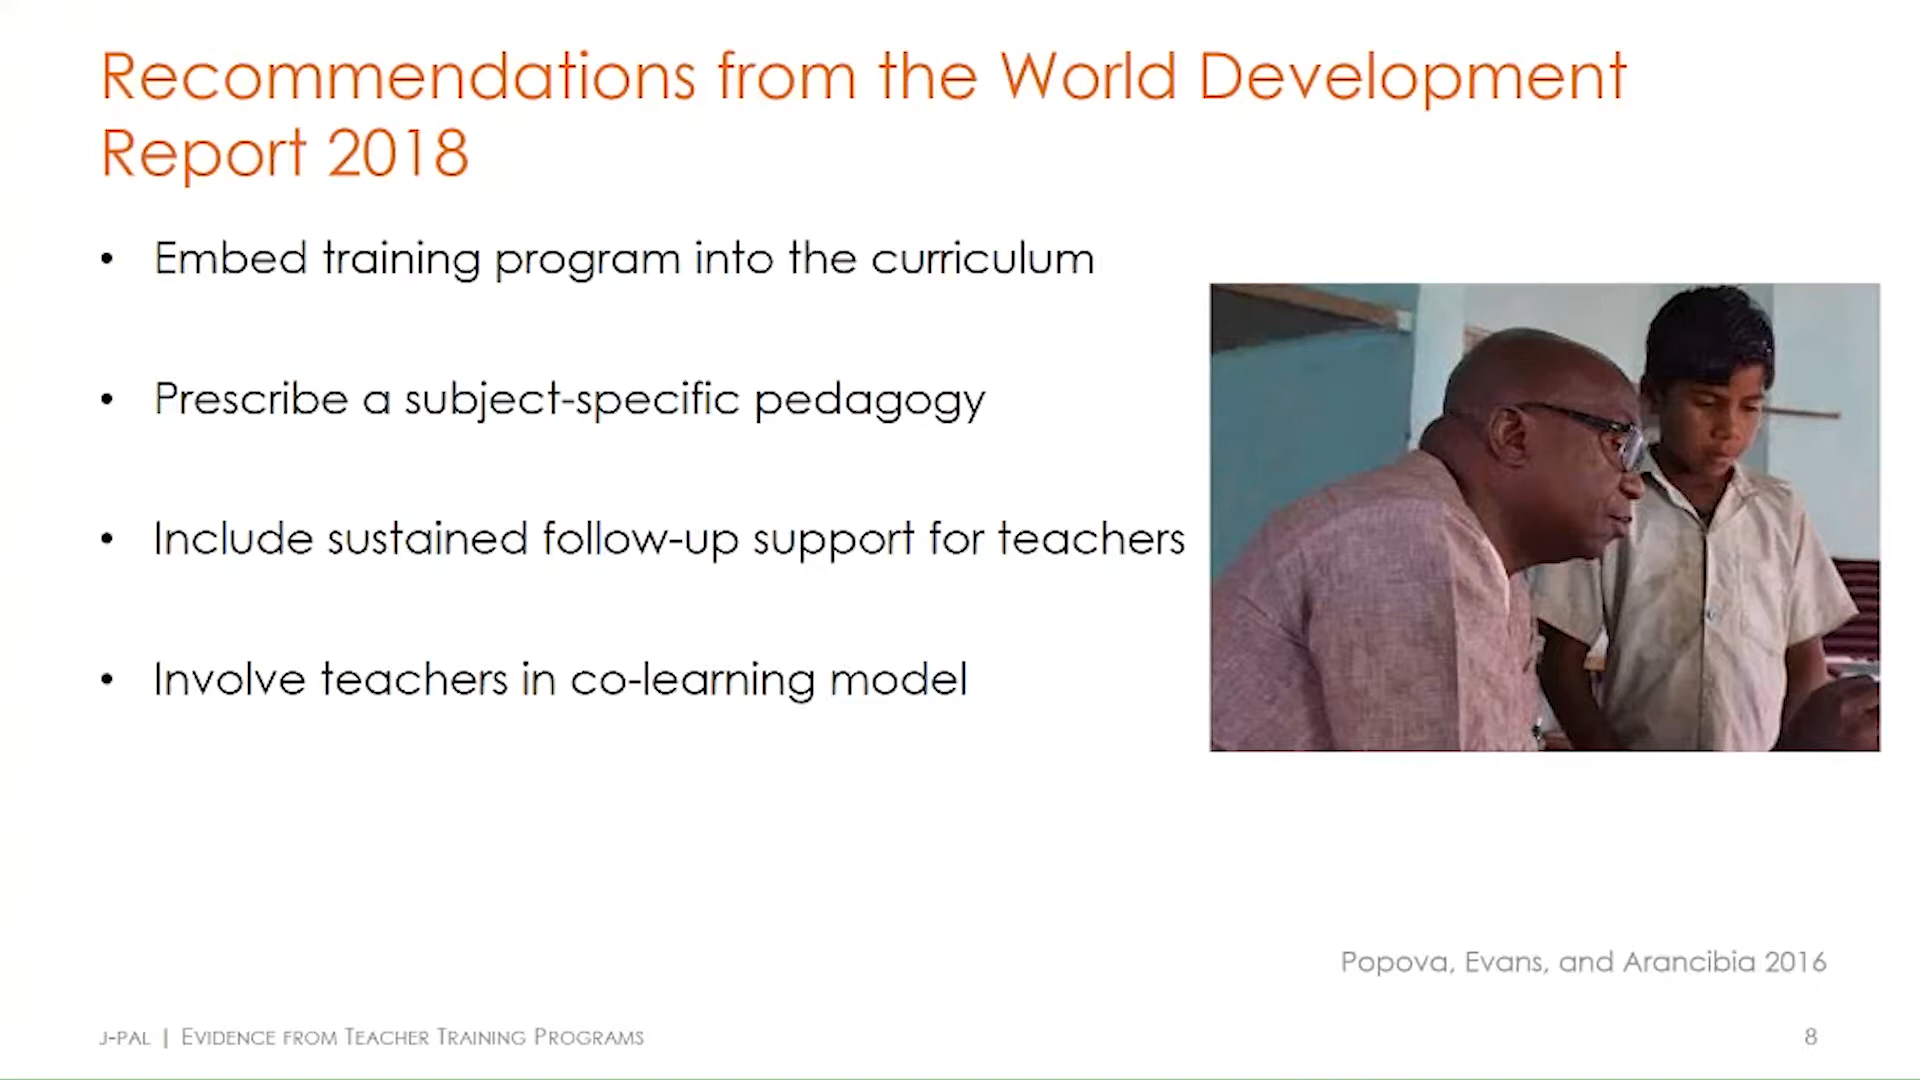 Recommendations from the World Development
Report 2018
• Embed training program into the curriculum
• Prescribe a subject-specific pedagogy
• Include sustained follow-up support for teachers
• Involve teachers in co-learning model
Popova, Evans, and Arancibia 2016
J-PAL | EVIDENCE FROM TEACHER TRAINING PROGRAMS
8